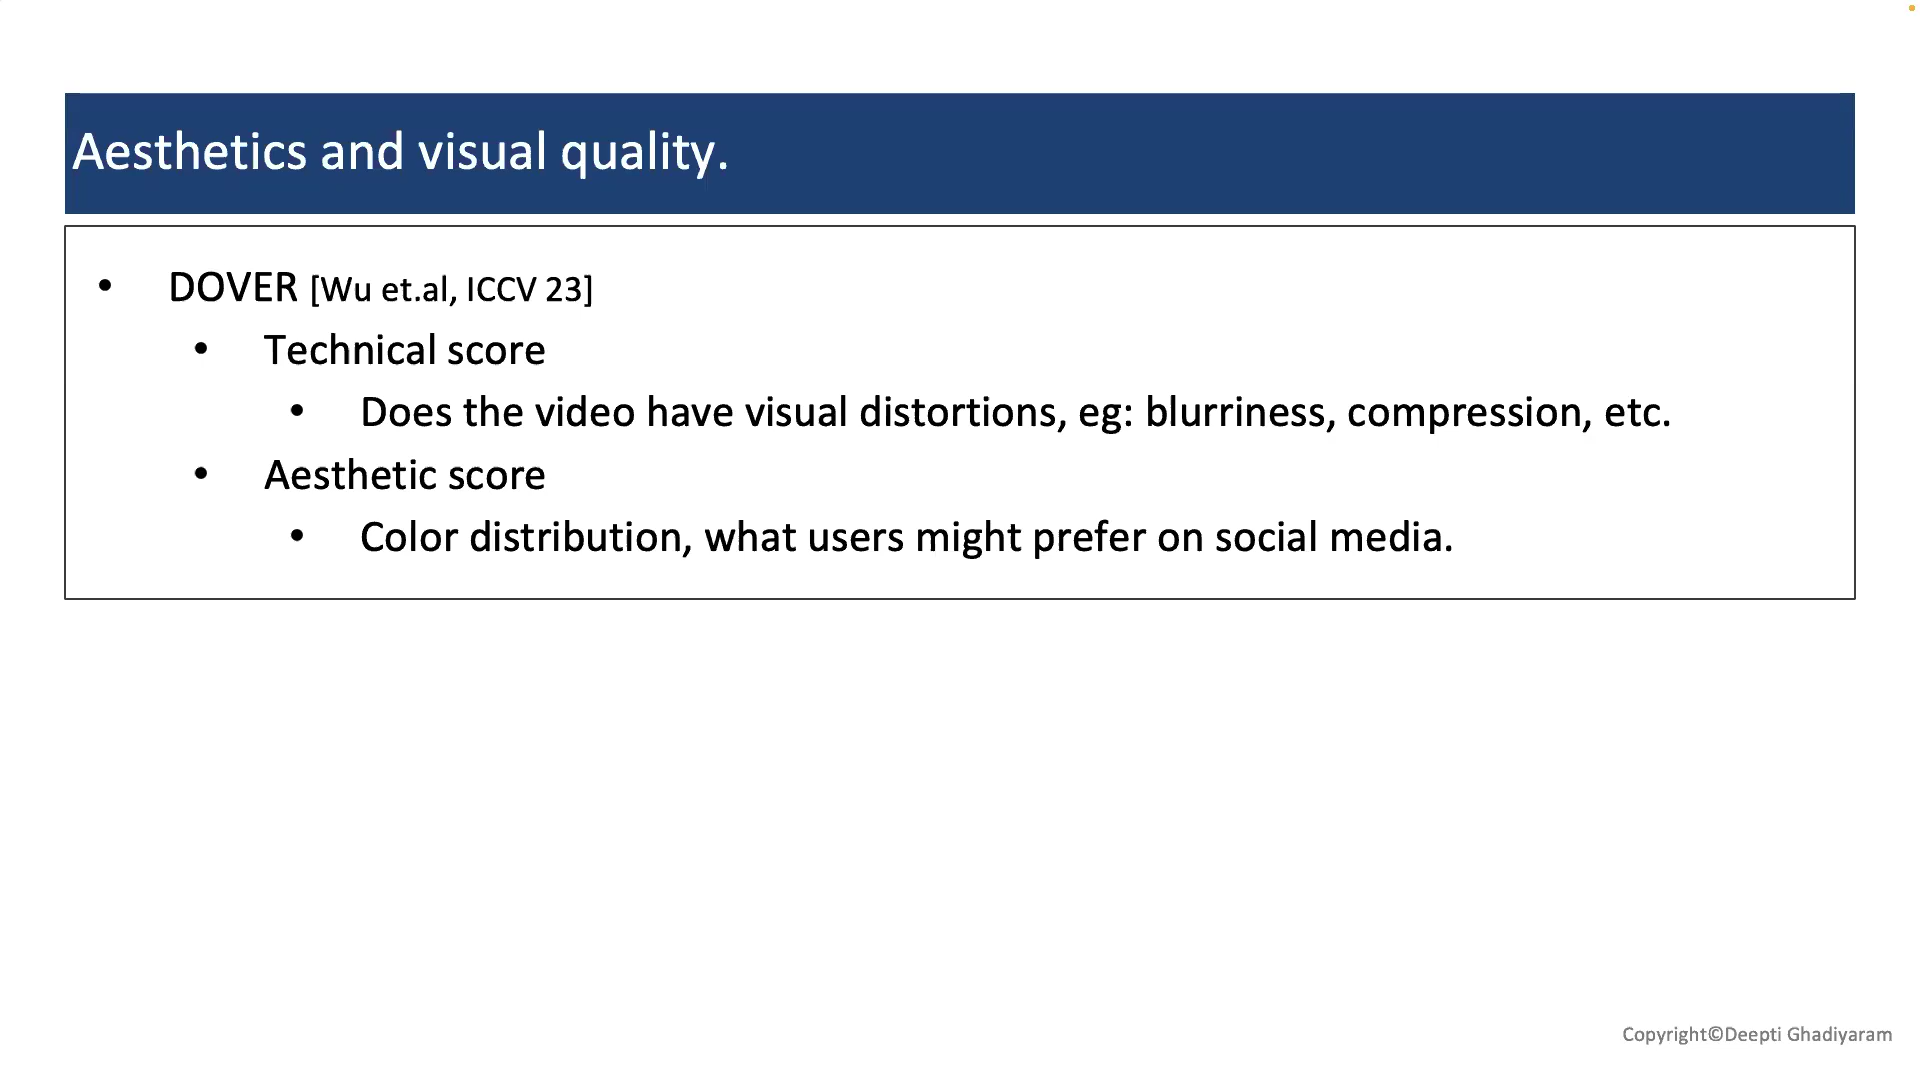 Aesthetics and visual quality.
• DOVER [Wu et.al, ICCV 23]
• Technical score
• Does the video have visual distortions, eg: blurriness, compression, etc.
• Aesthetic score
• Color distribution, what users might prefer on social media.
Copyright©Deepti Ghadiyaram